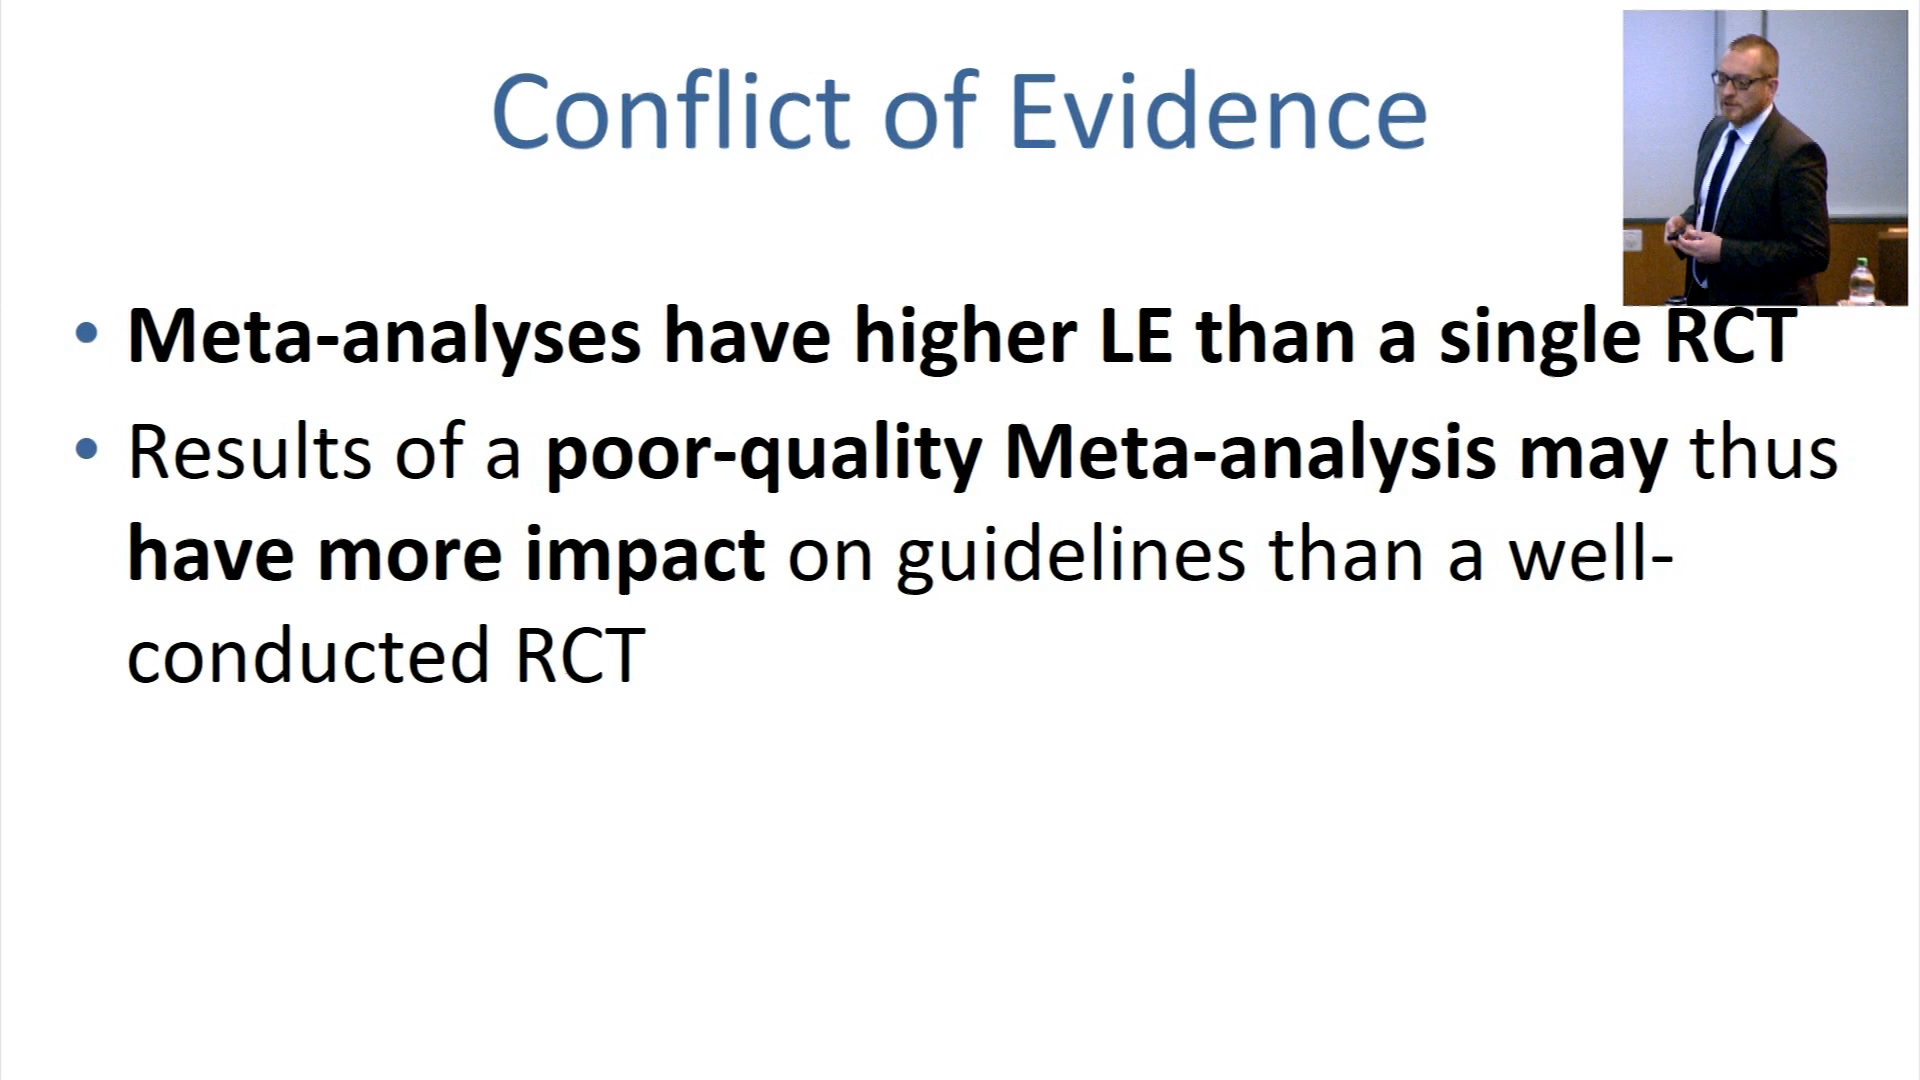 Conflict of Evidence
• Meta-analyses have higher LE than a single RCT
• Results of a poor-quality Meta-analysis may thus
have more impact on guidelines than a well-
conducted RCT